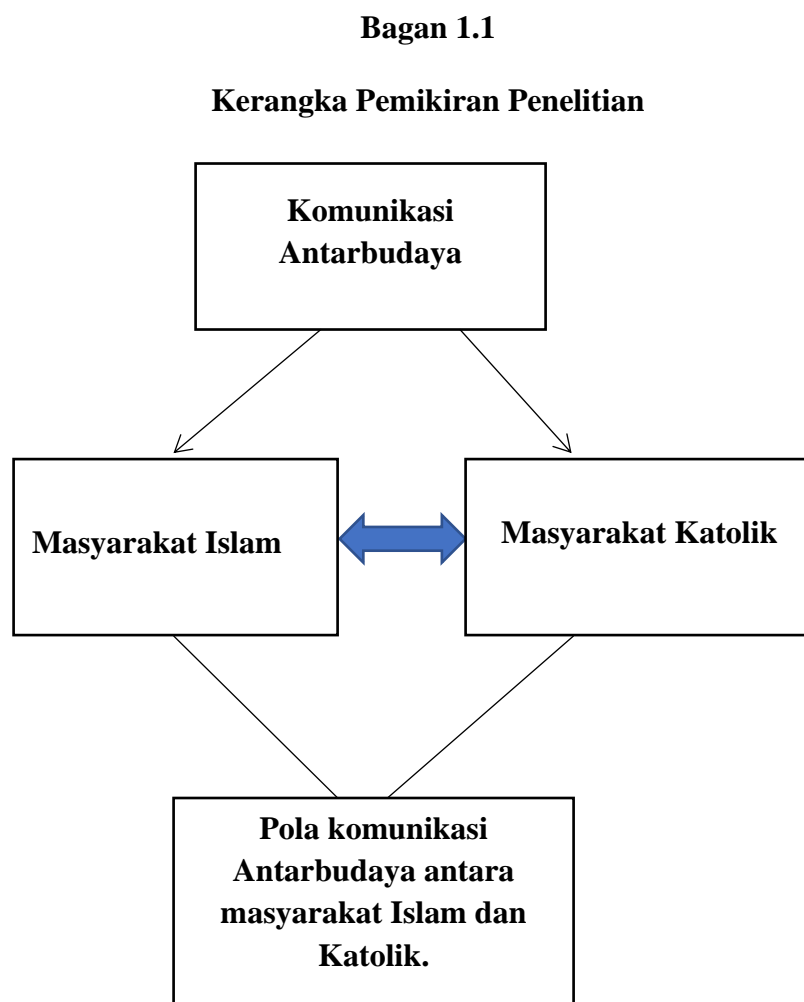 Bagan 1.1
Kerangka Pemikiran Penelitian
Komunikasi
Antarbudaya
Masyarakat Islam
Masyarakat Katolik
Pola komunikasi
Antarbudaya antara
masyarakat Islam dan
Katolik.